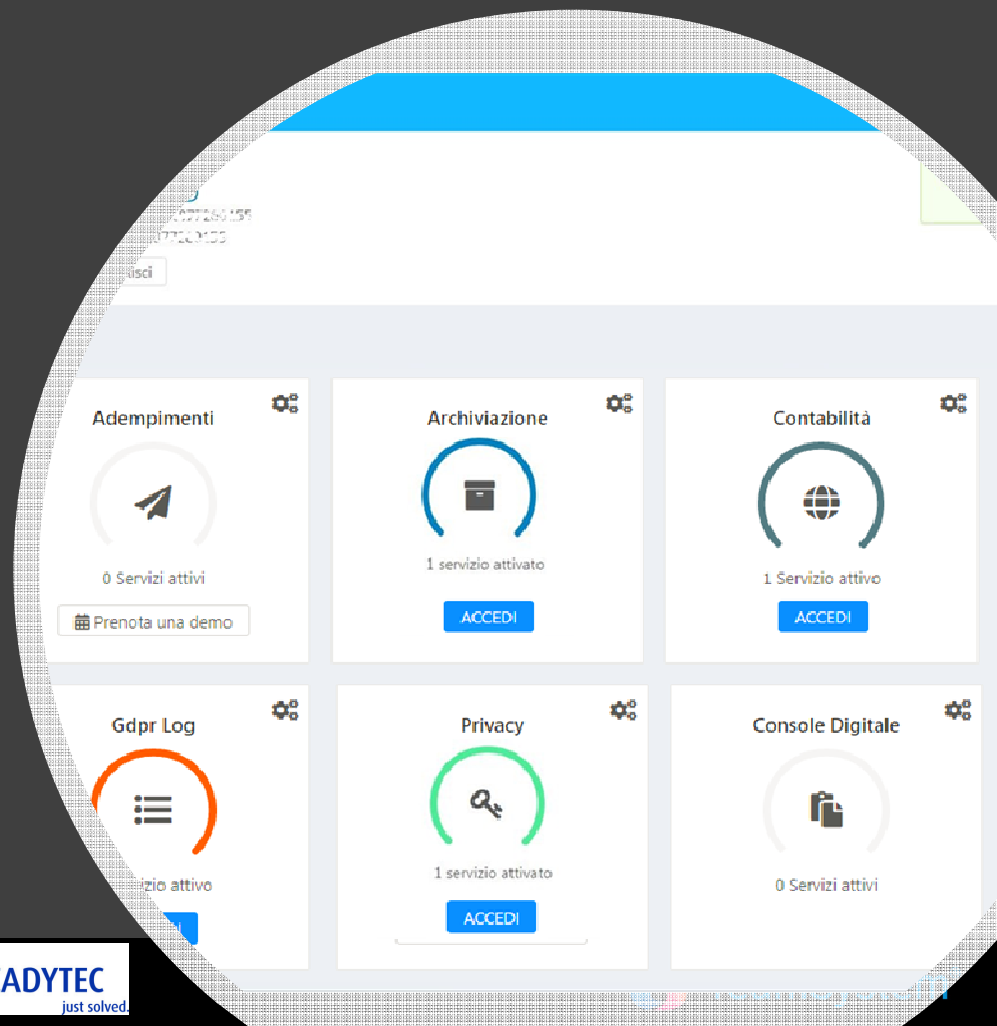 Adempimenti
0 Servizi attivi
Prenota una demo
Archiviazione
1 servizio attivato
ACCEDI
Contabilità
1 Servizio attivo
ACCEDI
Gdpr Log
attivo
Privacy
1 servizio attivato
ACCEDI
Console Digitale
0 Servizi attivi
ADYTEC
just solved.